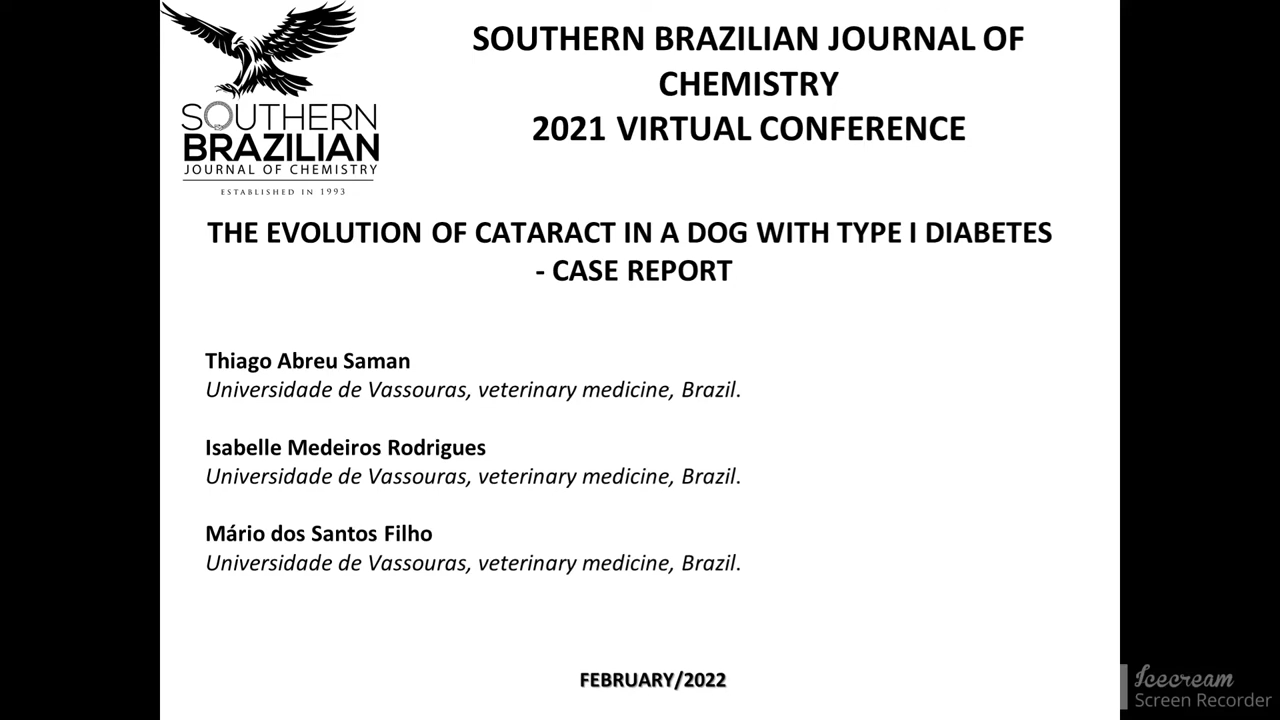 SOUTHERN
BRAZILIAN
JOURNAL OF CHEMISTRY
ESTABLISHED IN 1993
SOUTHERN BRAZILIAN JOURNAL OF
CHEMISTRY
2021 VIRTUAL CONFERENCE
THE EVOLUTION OF CATARACT IN A DOG WITH TYPE I DIABETES
- CASE REPORT
Thiago Abreu Saman
Universidade de Vassouras, veterinary medicine, Brazil.
Isabelle Medeiros Rodrigues
Universidade de Vassouras, veterinary medicine, Brazil.
Mário dos Santos Filho
Universidade de Vassouras, veterinary medicine, Brazil.
FEBRUARY/2022
Icecream
Screen Recorder